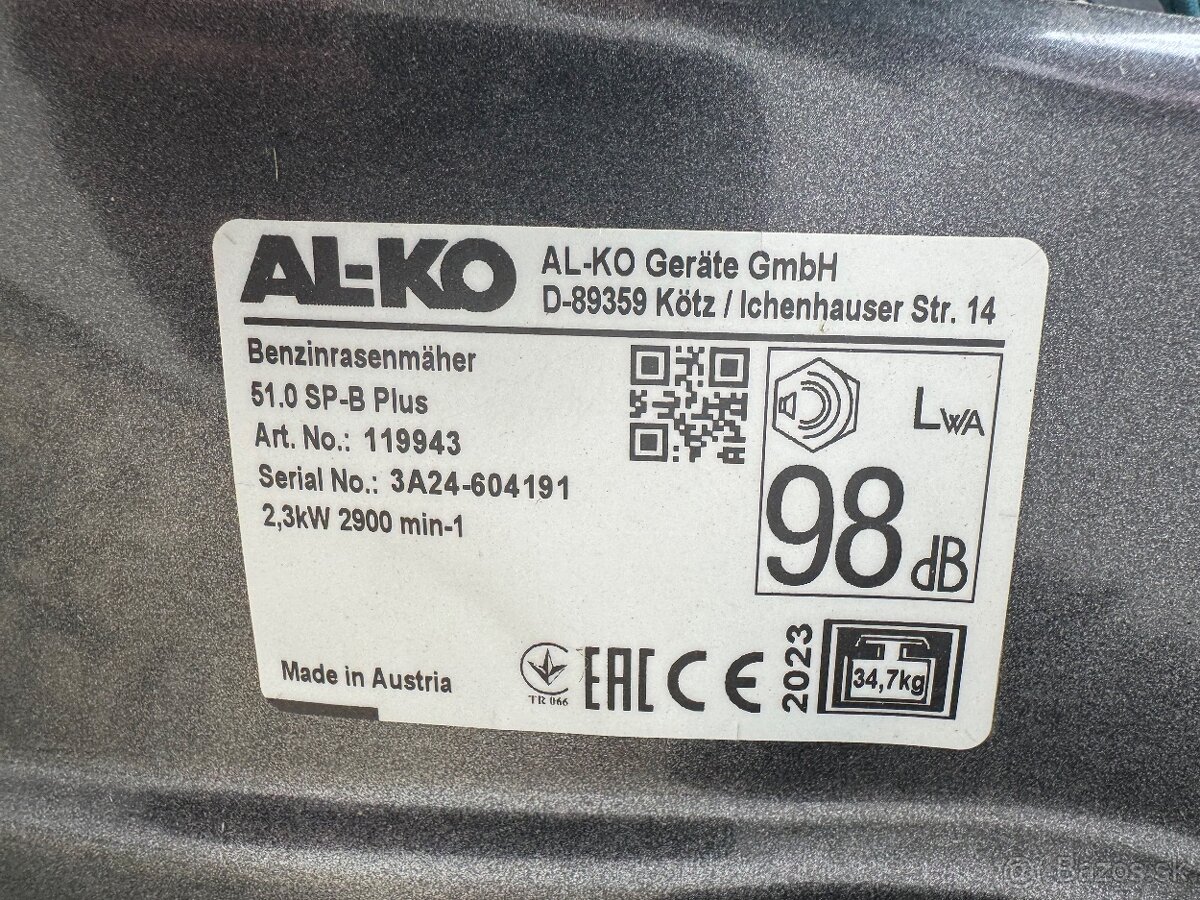 AL-KO
AL-KO Geräte GmbH
D-89359 Kötz / Ichenhauser Str. 14
Benzinrasenmäher
51.0 SP-B Plus
Art. No.: 119943
Serial No.: 3A24-604191
2,3kW 2900 min-1
LWA
98 dB
Made in Austria
TR 066
EAC
CE
2023
34,7kg
Bazos.sk